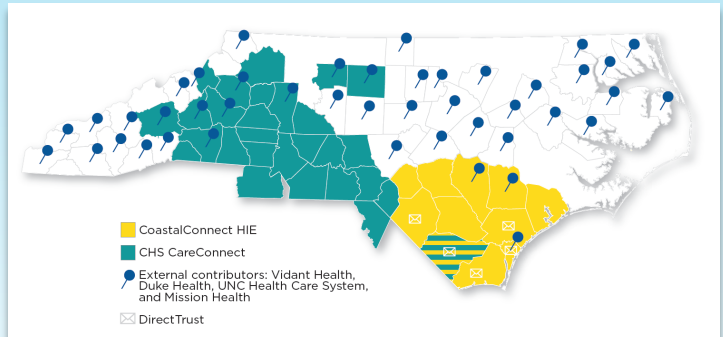 CoastalConnect HIE
CHS CareConnect
External contributors: Vidant Health,
Duke Health, UNC Health Care System,
and Mission Health
DirectTrust